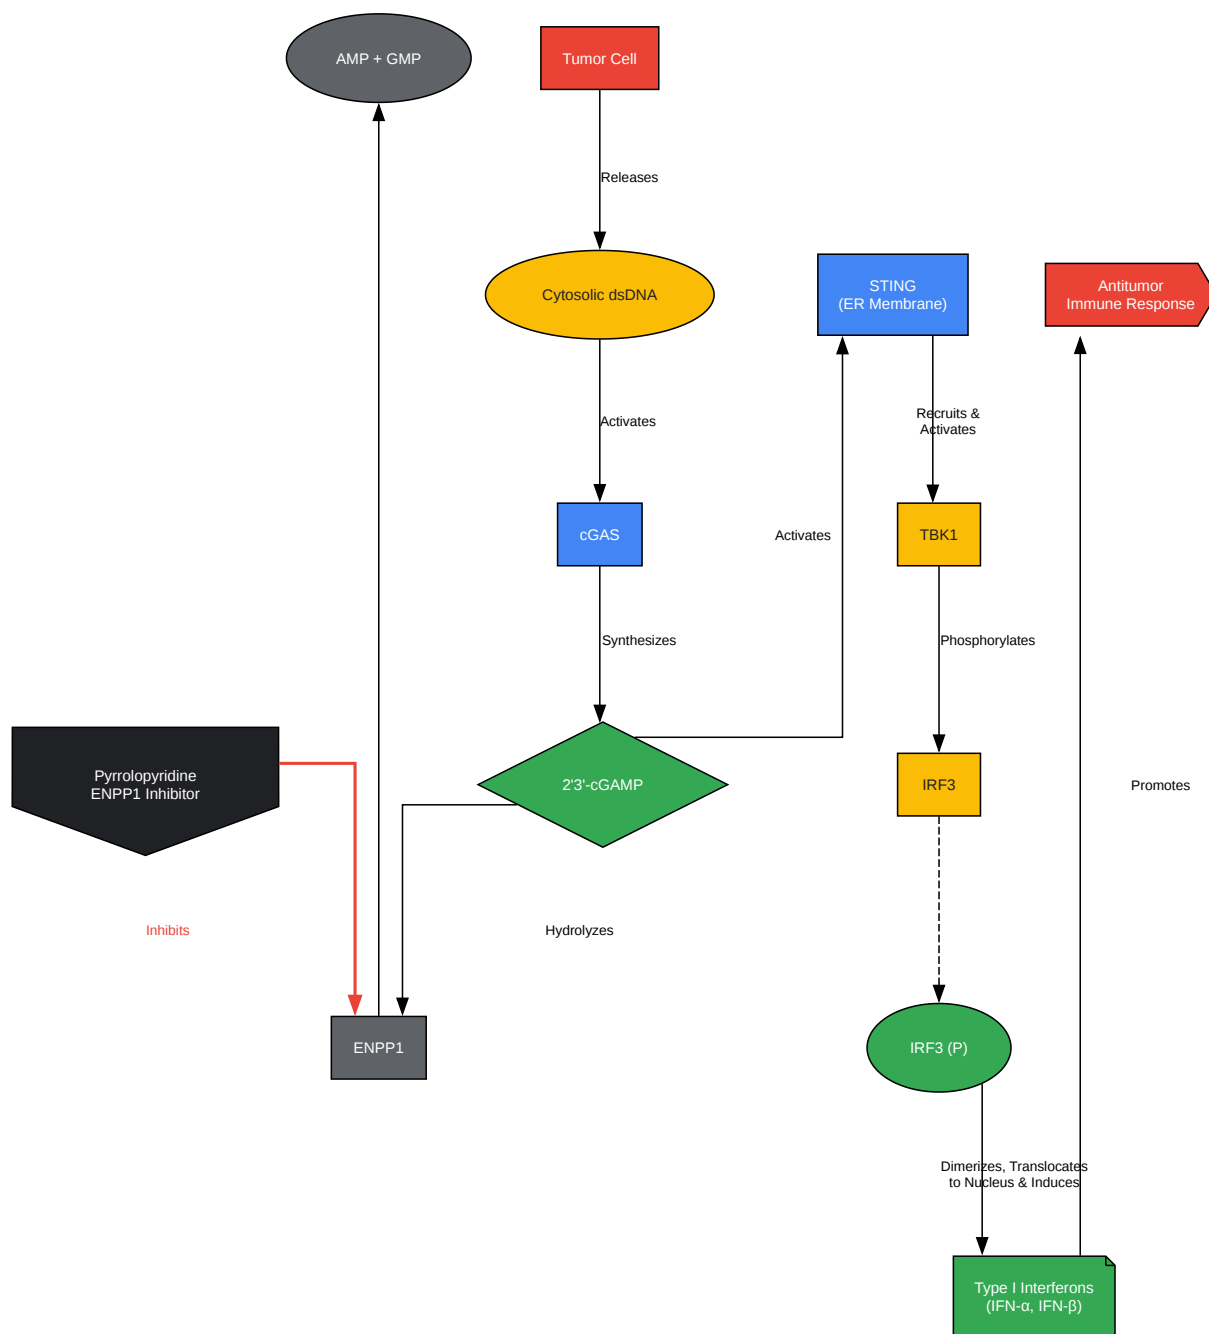 AMP + GMP
Tumor Cell
Releases
Cytosolic dsDNA
STING
(ER Membrane)
Antitumor
Immune Response
Activates
Recruits &
Activates
cGAS
Activates
TBK1
Synthesizes
Phosphorylates
Pyrrolopyridine
ENPP1 Inhibitor
2'3'-cGAMP
IRF3
Promotes
Inhibits
Hydrolyzes
ENPP1
IRF3 (P)
Dimerizes, Translocates
to Nucleus & Induces
Type I Interferons
(IFN-α, IFN-β)